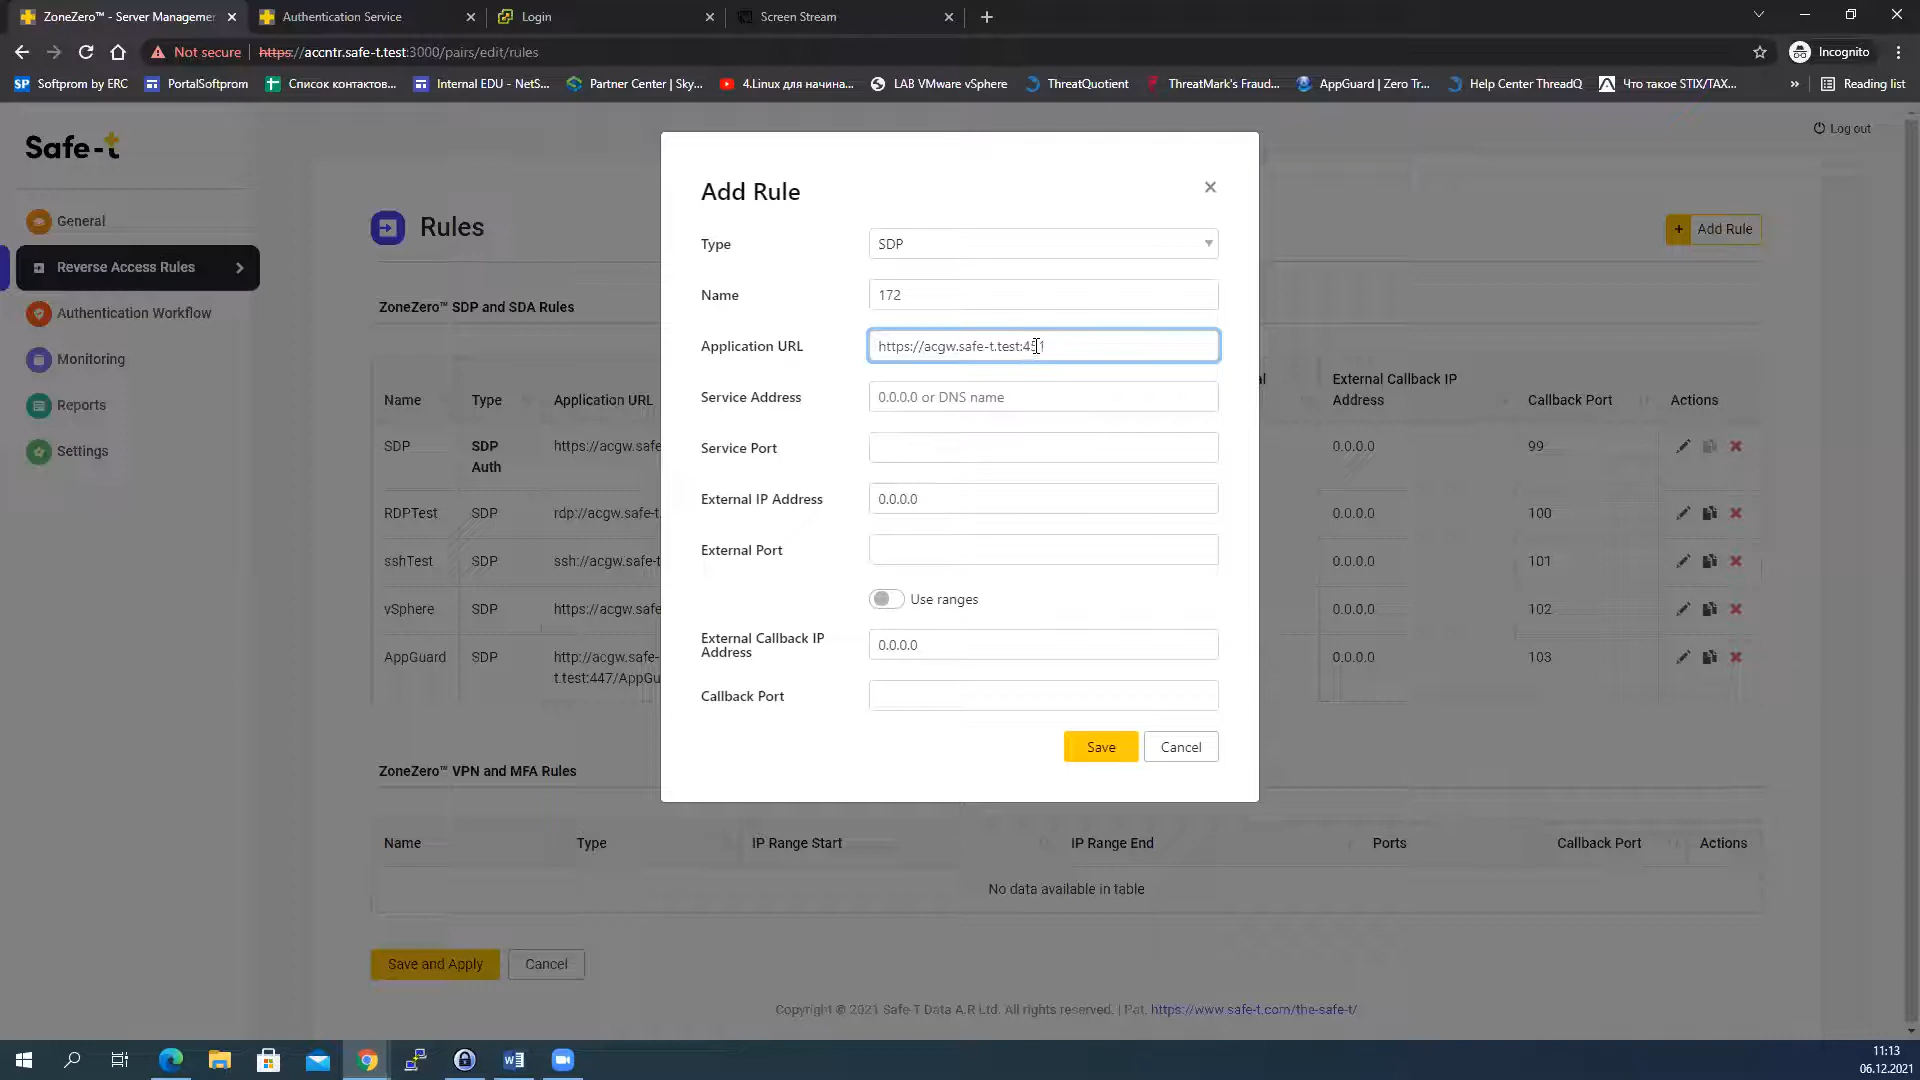 ZoneZero™ - Server Managemen
Authentication Service
Login
Screen Stream
Not secure
https://accntr.safe-t.test:3000/pairs/edit/rules
Incognito
Softprom by ERC
PortalSoftprom
Список контактов...
Internal EDU - NetS...
Partner Center | Sky...
4.Linux для начина...
LAB VMware vSphere
ThreatQuotient
ThreatMark's Fraud...
AppGuard | Zero Tr...
Help Center ThreadQ
Что такое STIX/TAX...
»
Reading list
Safe-t
Log out
General
Reverse Access Rules
Authentication Workflow
Monitoring
Reports
Settings
Rules
+ Add Rule
ZoneZero™ SDP and SDA Rules
Name
Type
Application URL
External Callback IP
Address
Callback Port
Actions
SDP
SDP
Auth
https://acgw.safe
0.0.0.0
99
RDPTest
SDP
rdp://acgw.safe-t.
0.0.0.0
100
sshTest
SDP
ssh://acgw.safe-t
0.0.0.0
101
vSphere
SDP
https://acgw.safe
0.0.0.0
102
AppGuard
SDP
http://acgw.safe-
t.test:447/AppGu
0.0.0.0
103
Add Rule
Type
SDP
Name
172
Application URL
https://acgw.safe-t.test:451
Service Address
0.0.0.0 or DNS name
Service Port
External IP Address
0.0.0.0
External Port
Use ranges
External Callback IP
Address
0.0.0.0
Callback Port
Save
Cancel
ZoneZero™ VPN and MFA Rules
Name
Type
IP Range Start
IP Range End
Ports
Callback Port
Actions
No data available in table
Save and Apply
Cancel
Copyright © 2021 Safe-T Data A.R Ltd. All rights reserved. | Pat. https://www.safe-t.com/the-safe-t/
11:13
06.12.2021